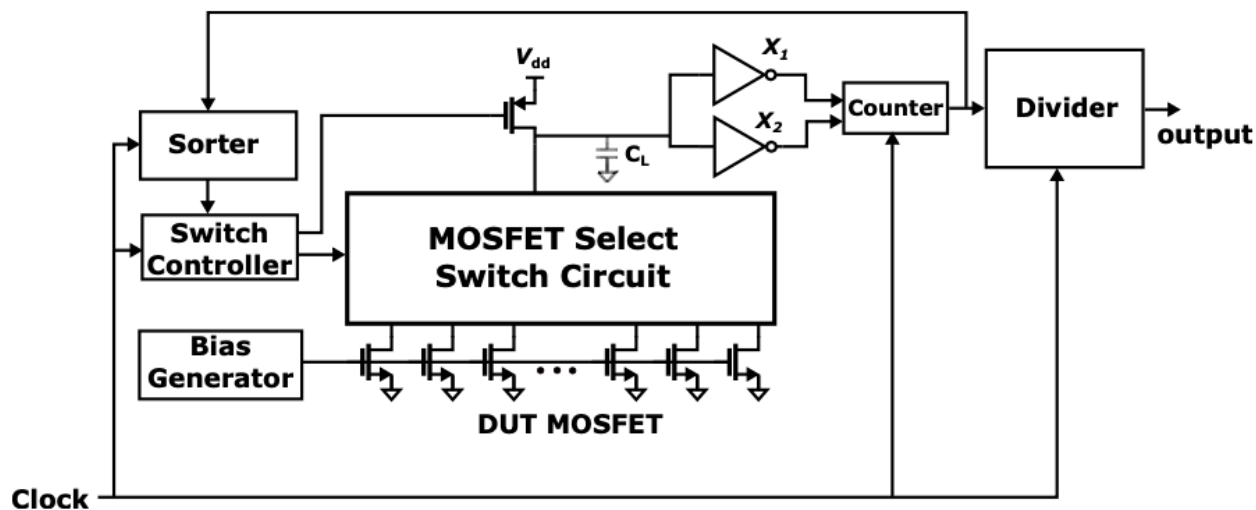 V_dd
X_1
X_2
Counter
Divider
output
Sorter
C_L
Switch
Controller
MOSFET Select
Switch Circuit
Bias
Generator
...
DUT MOSFET
Clock